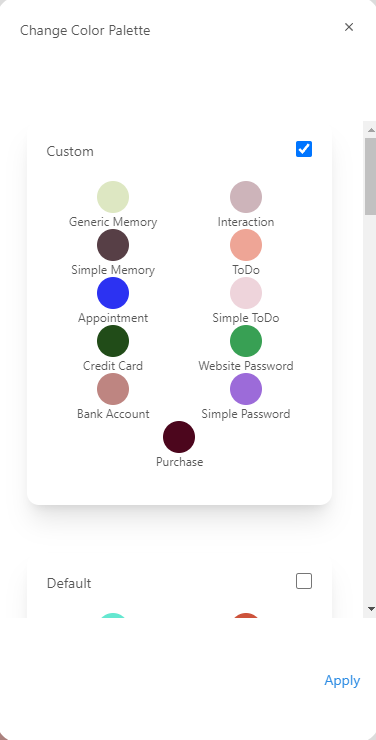 Change Color Palette ×
Custom
Generic Memory Interaction
Simple Memory ToDo
Appointment Simple ToDo
Credit Card Website Password
Bank Account Simple Password
Purchase
Default
Apply